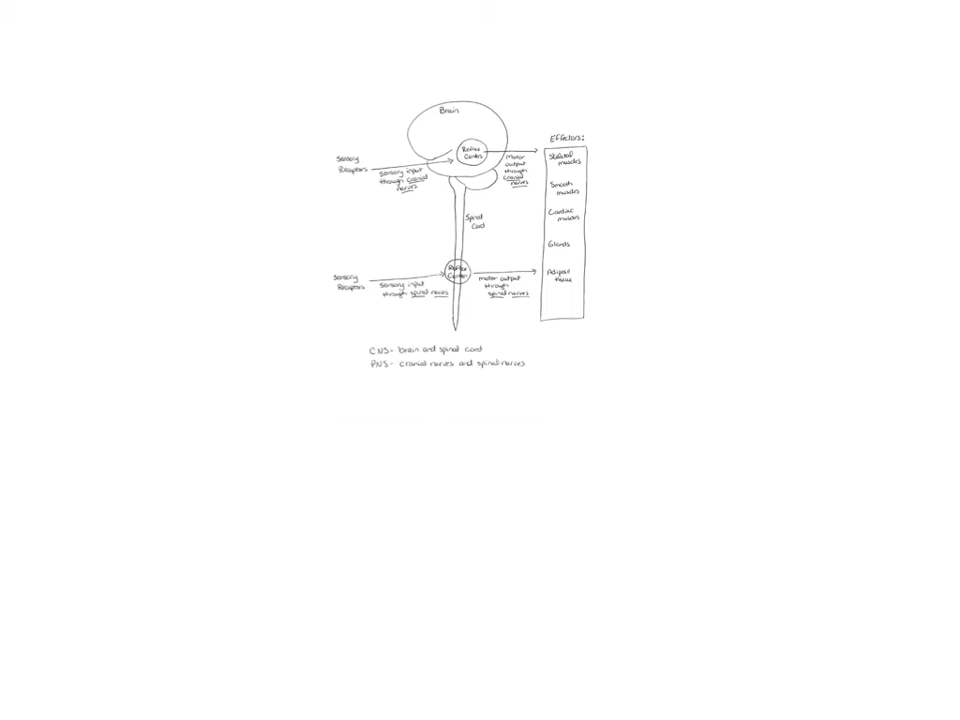 Brain
Effectors:
Reflex
Center
Sensory
Receptors
sensory input
through cranial
nerves
Motor
output
through
cranial
nerves
Skeletal
muscles
Smooth
muscles
Cardiac
muscles
Glands
Adipose
tissue
Spinal
Cord
Reflex
Center
Sensory
Receptors
sensory input
through spinal nerves
motor output
through
spinal nerves
CNS- brain and spinal cord
PNS- cranial nerves and spinal nerves